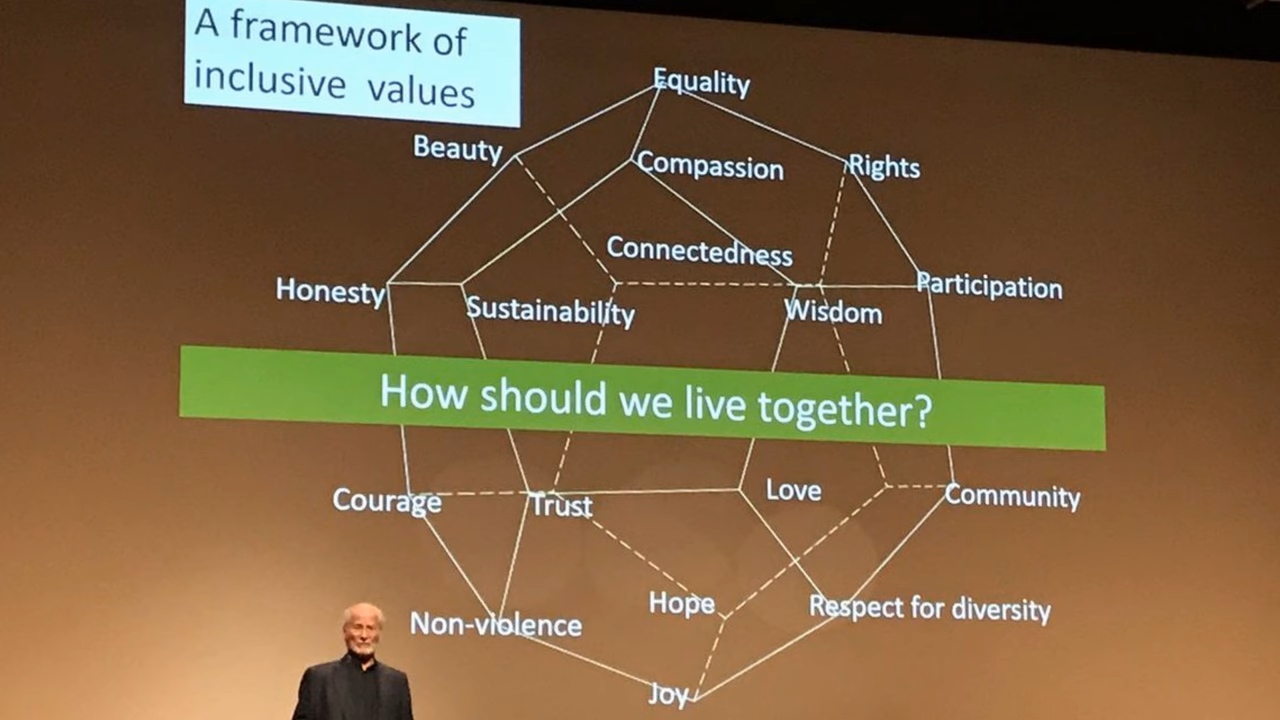 A framework of
inclusive values
Equality
Beauty
Compassion
Rights
Connectedness
Honesty
Participation
Sustainability
Wisdom
How should we live together?
Courage
Trust
Love
Community
Hope
Respect for diversity
Non-violence
Joy